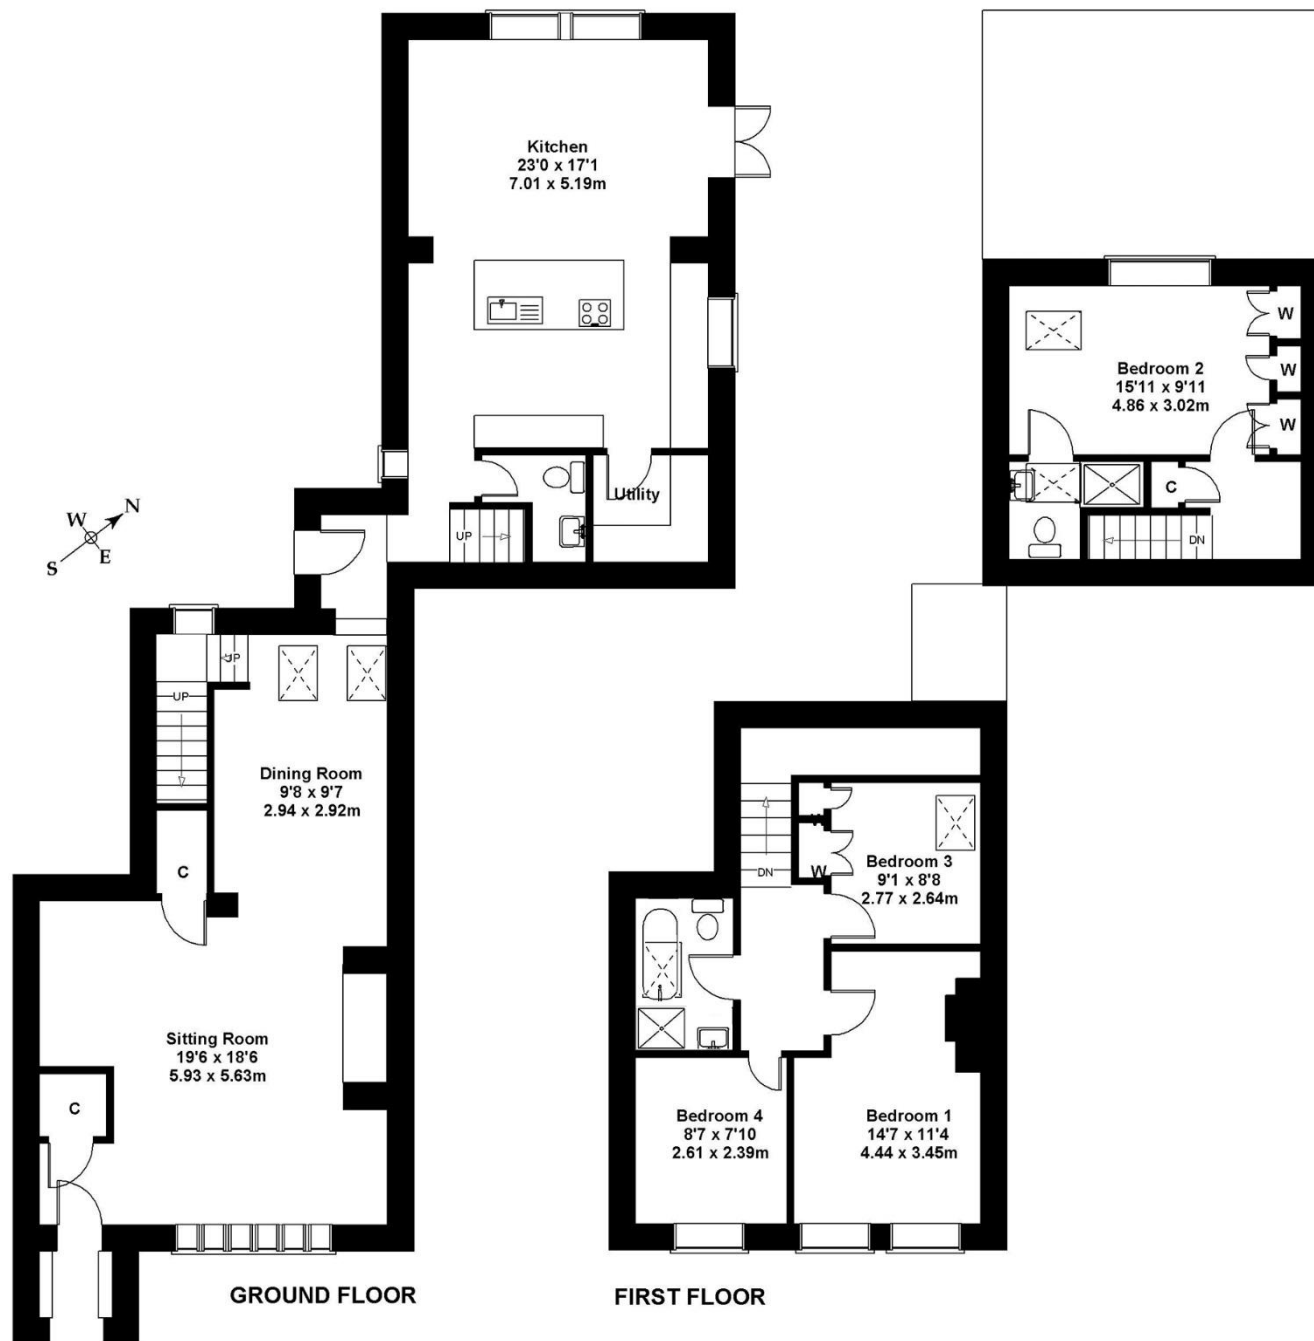 Kitchen
23'0 x 17'1
7.01 x 5.19m
Utility
UP
W
N
S
E
UP
UP
Dining Room
9'8 x 9'7
2.94 x 2.92m
C
Sitting Room
19'6 x 18'6
5.93 x 5.63m
C
GROUND FLOOR
Bedroom 2
15'11 x 9'11
4.86 x 3.02m
W
W
W
C
DN
DN
W
Bedroom 3
9'1 x 8'8
2.77 x 2.64m
Bedroom 4
8'7 x 7'10
2.61 x 2.39m
Bedroom 1
14'7 x 11'4
4.44 x 3.45m
FIRST FLOOR